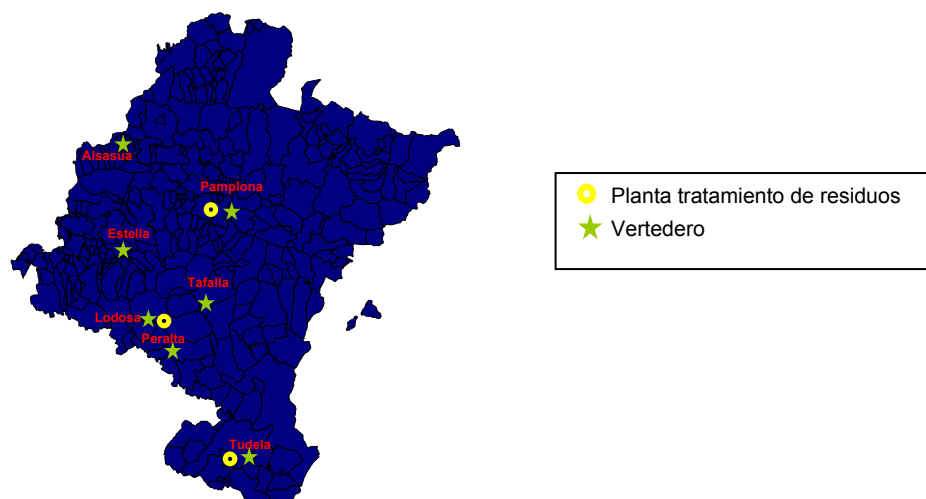 Alsasua
Pamplona
Estella
Tafalla
Lodosa
Peralta
Tudela
Planta tratamiento de residuos
Vertedero